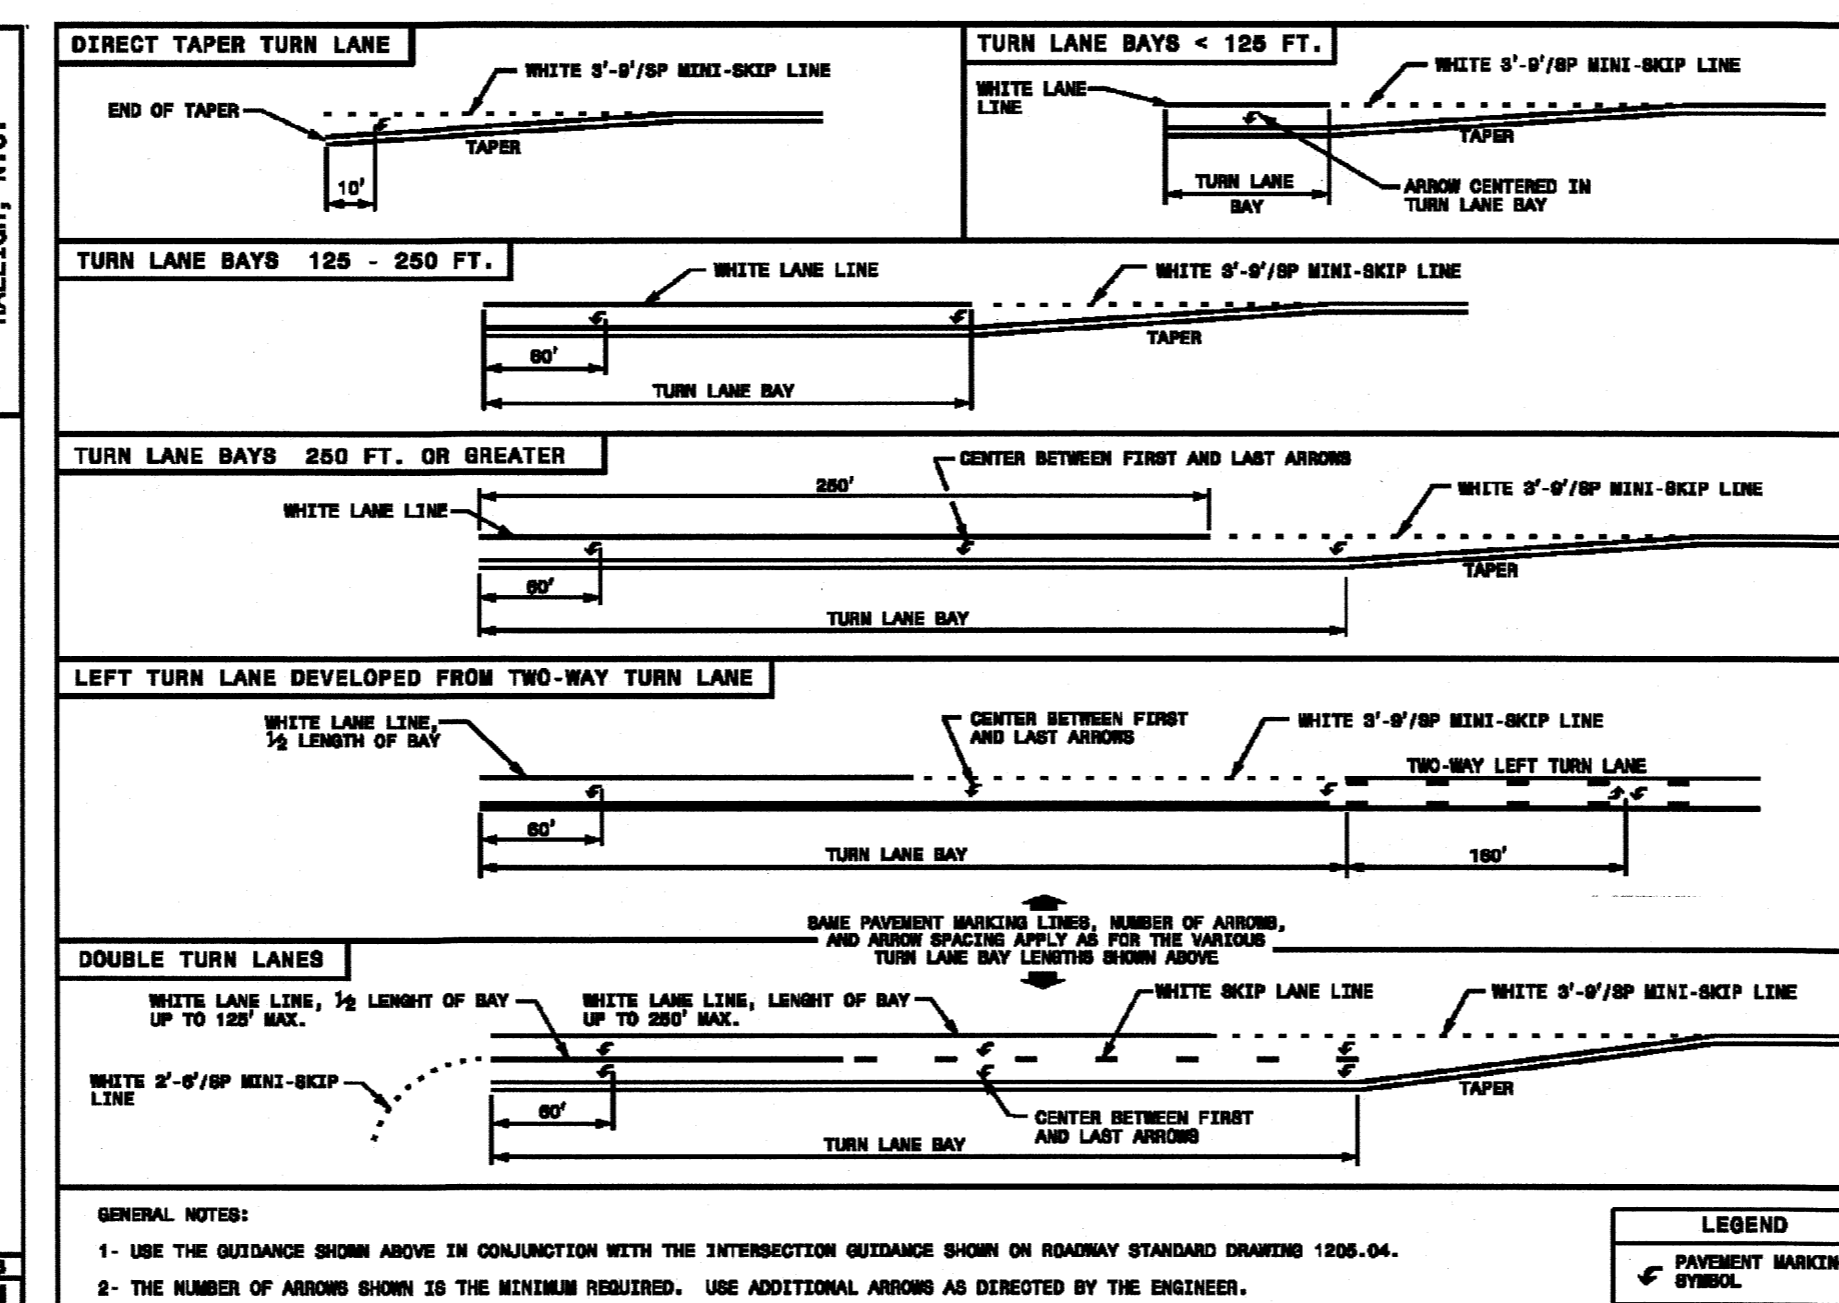 DIRECT TAPER TURN LANE
WHITE 3'-9'/SP MINI-SKIP LINE
END OF TAPER
TAPER
10'
TURN LANE BAYS < 125 FT.
WHITE 3'-9'/SP MINI-SKIP LINE
WHITE LANE
LINE
TAPER
TURN LANE
BAY
ARROW CENTERED IN
TURN LANE BAY
TURN LANE BAYS 125 - 250 FT.
WHITE LANE LINE
WHITE 3'-9'/SP MINI-SKIP LINE
TAPER
60'
TURN LANE BAY
TURN LANE BAYS 250 FT. OR GREATER
CENTER BETWEEN FIRST AND LAST ARROWS
250'
WHITE 3'-9'/SP MINI-SKIP LINE
WHITE LANE LINE
TAPER
60'
TURN LANE BAY
LEFT TURN LANE DEVELOPED FROM TWO-WAY TURN LANE
WHITE LANE LINE,
½ LENGTH OF BAY
CENTER BETWEEN FIRST
AND LAST ARROWS
WHITE 3'-9'/SP MINI-SKIP LINE
TWO-WAY LEFT TURN LANE
60'
TURN LANE BAY
160'
SAME PAVEMENT MARKING LINES, NUMBER OF ARROWS,
AND ARROW SPACING APPLY AS FOR THE VARIOUS
TURN LANE BAY LENGTHS SHOWN ABOVE
DOUBLE TURN LANES
WHITE LANE LINE, ½ LENGHT OF BAY
UP TO 125' MAX.
WHITE LANE LINE, LENGHT OF BAY
UP TO 250' MAX.
WHITE SKIP LANE LINE
WHITE 3'-9'/SP MINI-SKIP LINE
WHITE 2'-6'/SP MINI-SKIP
LINE
TAPER
60'
CENTER BETWEEN FIRST
AND LAST ARROWS
TURN LANE BAY
GENERAL NOTES:
1- USE THE GUIDANCE SHOWN ABOVE IN CONJUNCTION WITH THE INTERSECTION GUIDANCE SHOWN ON ROADWAY STANDARD DRAWING 1205.04.
2- THE NUMBER OF ARROWS SHOWN IS THE MINIMUM REQUIRED. USE ADDITIONAL ARROWS AS DIRECTED BY THE ENGINEER.
LEGEND
PAVEMENT MARKIN
SYMBOL